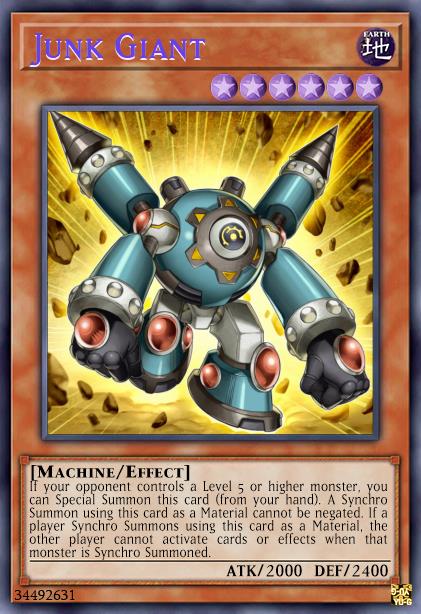 JUNK GIANT
EARTH
地
[MACHINE/EFFECT]
If your opponent controls a Level 5 or higher monster, you
can Special Summon this card (from your hand). A Synchro
Summon using this card as a Material cannot be negated. If a
player Synchro Summons using this card as a Material, the
other player cannot activate cards or effects when that
monster is Synchro Summoned.
ATK/2000 DEF/2400
34492631